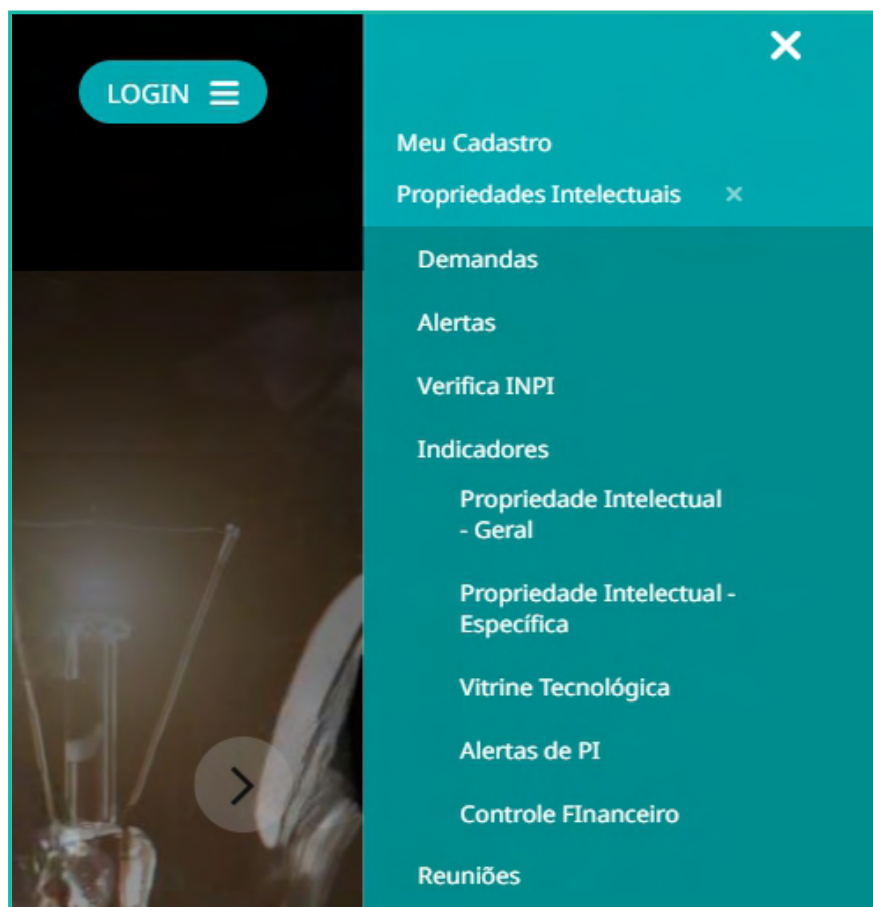 LOGIN
Meu Cadastro
Propriedades Intelectuais
Demandas
Alertas
Verifica INPI
Indicadores
Propriedade Intelectual
- Geral
Propriedade Intelectual -
Específica
Vitrine Tecnológica
Alertas de PI
Controle FInanceiro
Reuniões